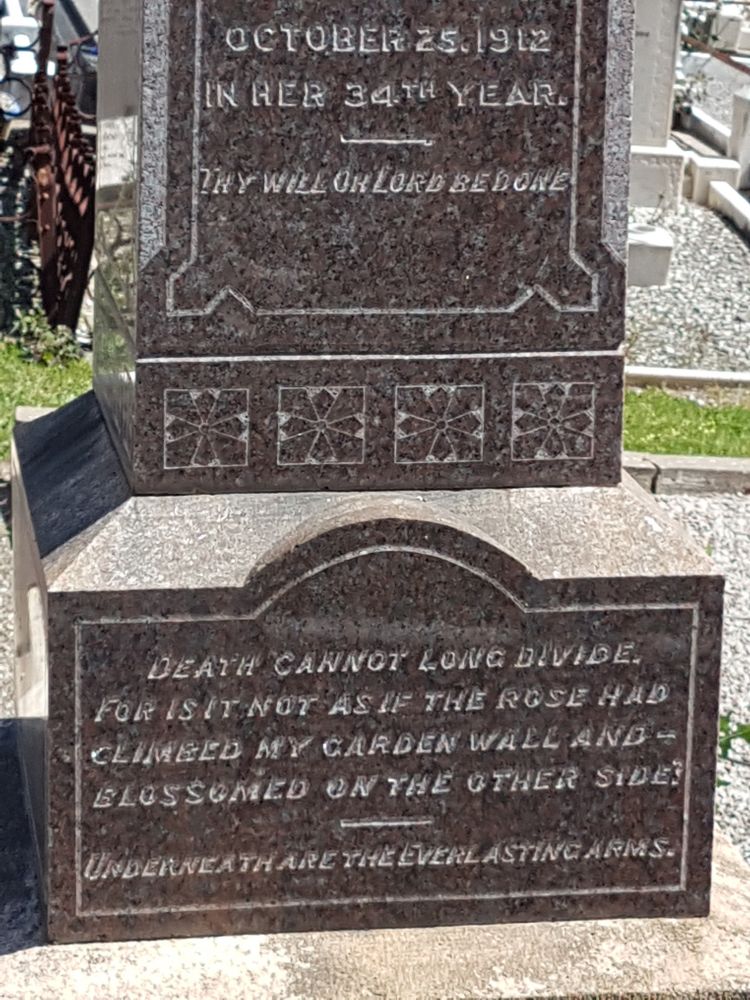 OCTOBER 25. 1912
IN HER 34TH YEAR.
THY WILL OH LORD BE DONE
DEATH CANNOT LONG DIVIDE.
FOR IS IT NOT AS IF THE ROSE HAD
CLIMBED MY GARDEN WALL AND-
BLOSSOMED ON THE OTHER SIDE?
UNDERNEATH ARE THE EVERLASTING ARMS.